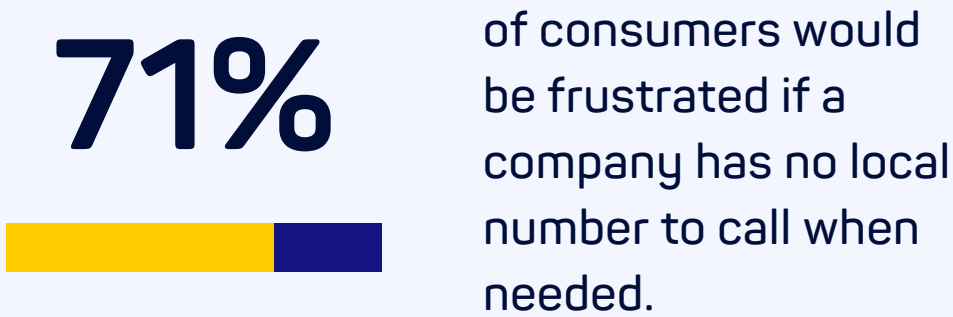 71%
of consumers would
be frustrated if a
company has no local
number to call when
needed.